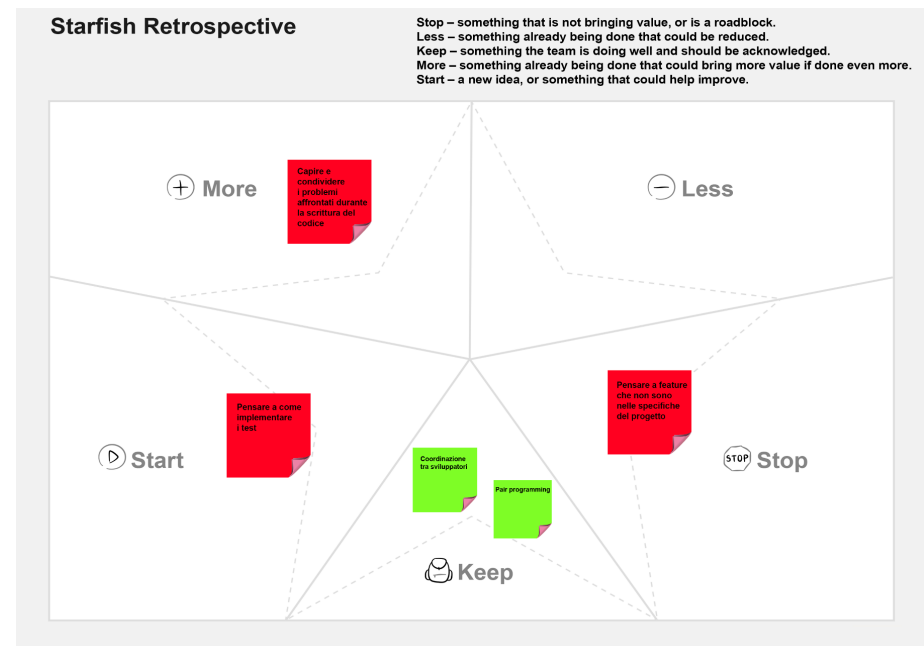 Starfish Retrospective
Stop – something that is not bringing value, or is a roadblock.
Less – something already being done that could be reduced.
Keep – something the team is doing well and should be acknowledged.
More – something already being done that could bring more value if done even more.
Start – a new idea, or something that could help improve.
More
Capire e
condividere
i problemi
affrontati durante
la scrittura del
codice
Less
Start
Pensare a come
implementare
i test
Pensare a feature
che non sono
nelle specifiche
del progetto
STOP
Stop
Coordinazione
tra sviluppatori
Pair programming
Keep